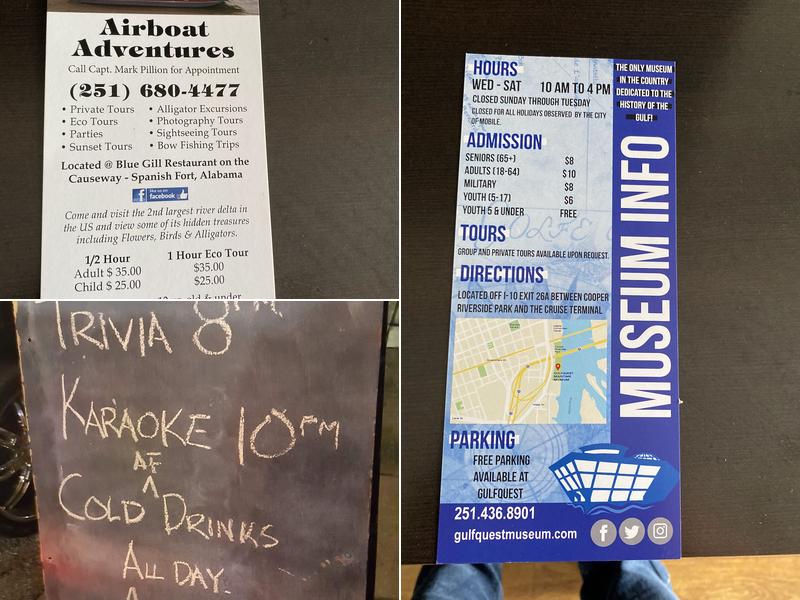 Airboat
Adventures
Call Capt. Mark Pillion for Appointment
(251) 680-4477
• Private Tours
• Eco Tours
• Parties
• Sunset Tours
• Alligator Excursions
• Photography Tours
• Sightseeing Tours
• Bow Fishing Trips
Located @ Blue Gill Restaurant on the
Causeway - Spanish Fort, Alabama
like us on
facebook
Come and visit the 2nd largest river delta in
the US and view some of its hidden treasures
including Flowers, Birds & Alligators.
1/2 Hour
Adult $ 35.00
Child $ 25.00
1 Hour Eco Tour
$35.00
$25.00
TRIVIA 8PM
KARAOKE 10PM
AF
^
COLD DRINKS
ALL DAY
HOURS
WED - SAT 10 AM TO 4 PM
CLOSED SUNDAY THROUGH TUESDAY
CLOSED FOR ALL HOLIDAYS OBSERVED BY THE CITY
OF MOBILE.
ADMISSION
SENIORS (65+) $8
ADULTS (18-64) $10
MILITARY $8
YOUTH (5-17) $6
YOUTH 5 & UNDER FREE
TOURS
GROUP AND PRIVATE TOURS AVAILABLE UPON REQUEST.
DIRECTIONS
LOCATED OFF I-10 EXIT 26A BETWEEN COOPER
RIVERSIDE PARK AND THE CRUISE TERMINAL
PARKING
FREE PARKING
AVAILABLE AT
GULFQUEST
251.436.8901
gulfquestmuseum.com
THE ONLY MUSEUM
IN THE COUNTRY
DEDICATED TO THE
HISTORY OF THE
GULF!
MUSEUM INFO